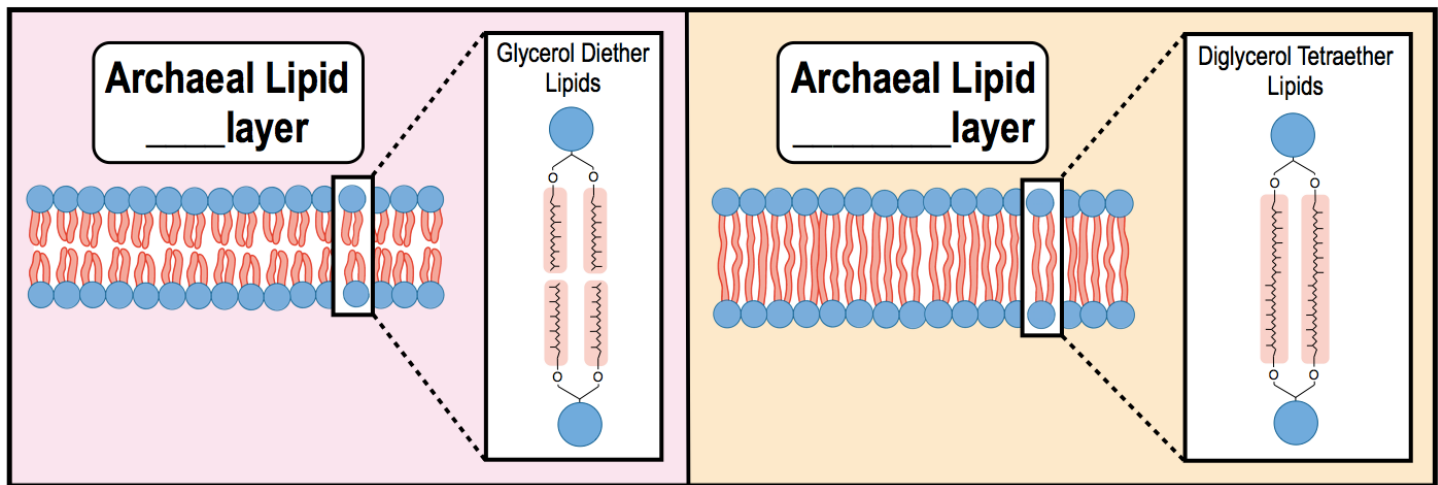 Archaeal Lipid
____layer
Glycerol Diether
Lipids
O O
O O
Archaeal Lipid
________layer
Diglycerol Tetraether
Lipids
O O
O O